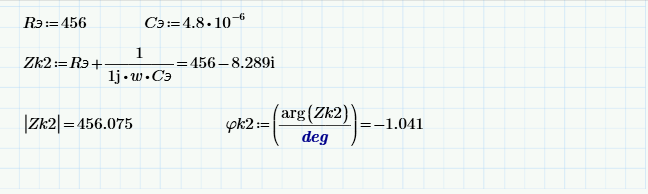 Rэ:=456 Cэ:=4.8•10⁻⁶
Zk2:=Rэ+1/(1j•w•Cэ)=456−8.289i
|Zk2|=456.075 φk2:=(arg(Zk2)/deg)=−1.041